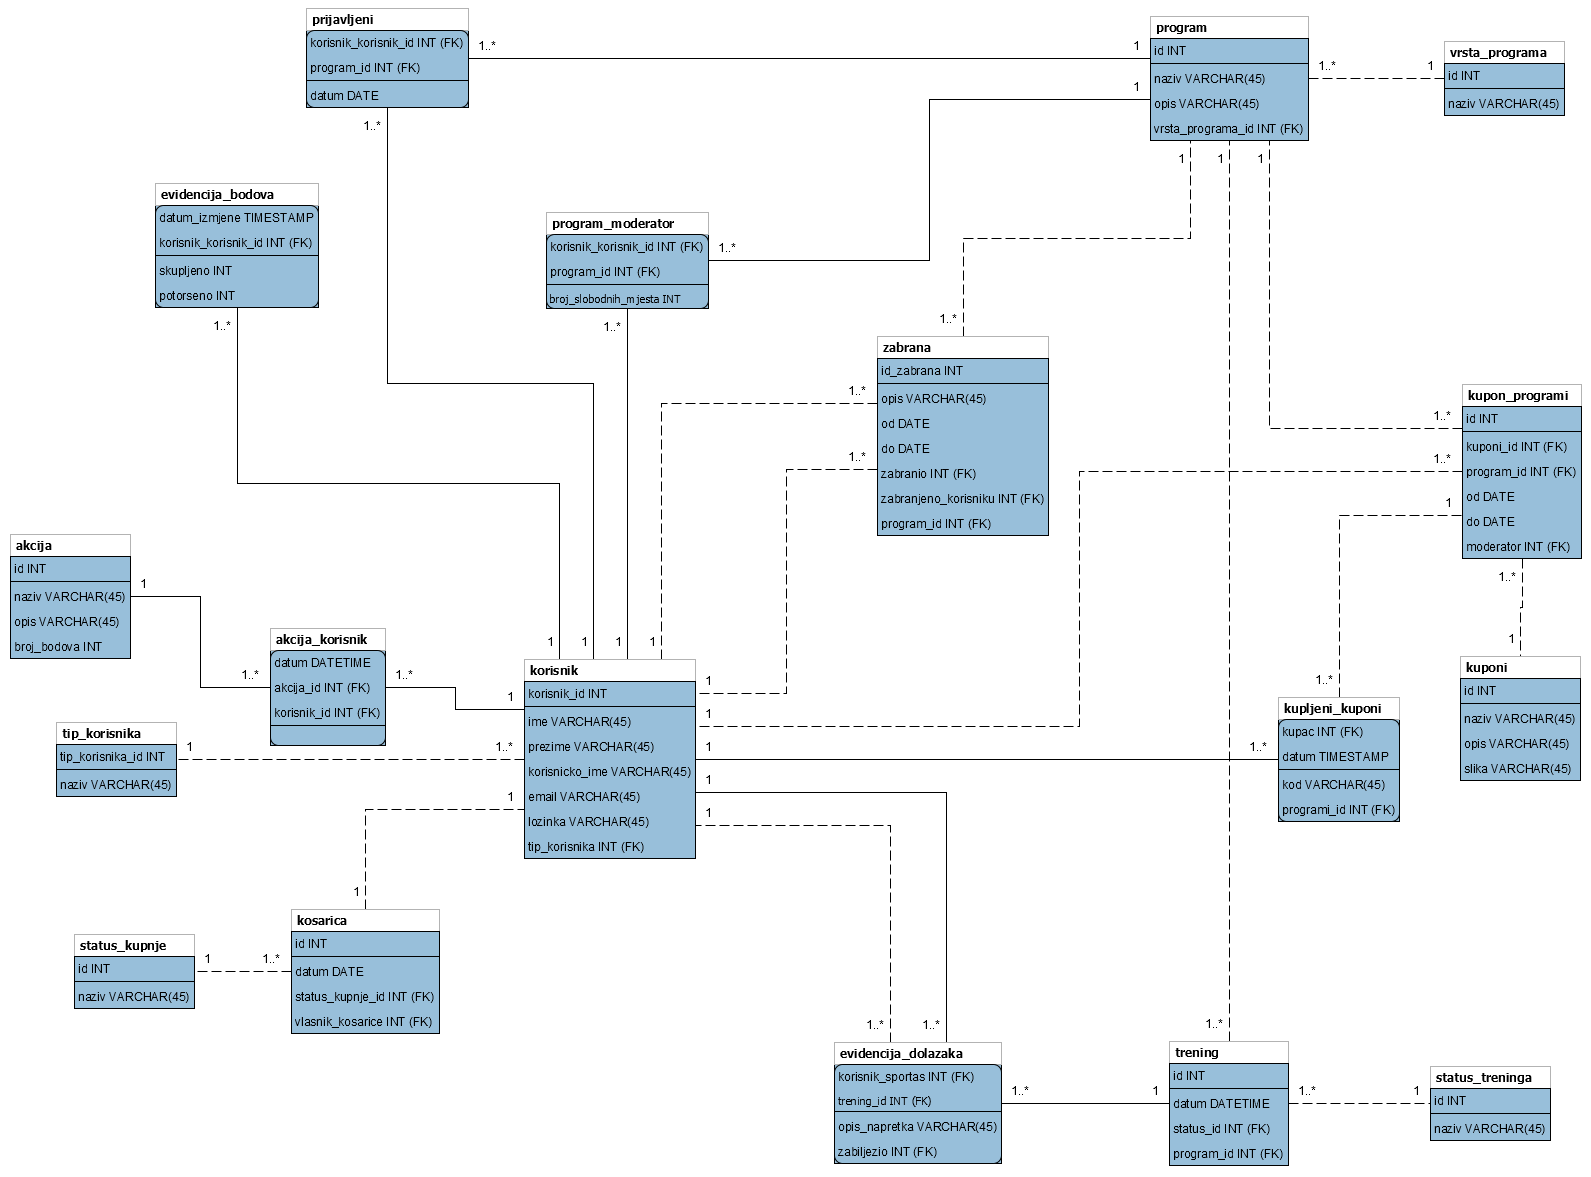 prijavljeni
korisnik_korisnik_id INT (FK)
program_id INT (FK)
datum DATE
1..*
1
1..*
program
id INT
naziv VARCHAR(45)
opis VARCHAR(45)
vrsta_programa_id INT (FK)
1..*
1
1
1
1
1
vrsta_programa
id INT
naziv VARCHAR(45)
evidencija_bodova
datum_izmjene TIMESTAMP
korisnik_korisnik_id INT (FK)
skupljeno INT
potorseno INT
1..*
program_moderator
korisnik_korisnik_id INT (FK)
program_id INT (FK)
broj_slobodnih_mjesta INT
1..*
1..*
1..*
zabrana
id_zabrana INT
opis VARCHAR(45)
od DATE
do DATE
zabranio INT (FK)
zabranjeno_korisniku INT (FK)
program_id INT (FK)
1..*
1..*
kupon_programi
id INT
kuponi_id INT (FK)
program_id INT (FK)
od DATE
do DATE
moderator INT (FK)
1..*
1..*
1
1..*
1
kuponi
id INT
naziv VARCHAR(45)
opis VARCHAR(45)
slika VARCHAR(45)
akcija
id INT
naziv VARCHAR(45)
opis VARCHAR(45)
broj_bodova INT
1
1..*
akcija_korisnik
datum DATETIME
akcija_id INT (FK)
korisnik_id INT (FK)
1..*
1
tip_korisnika
tip_korisnika_id INT
naziv VARCHAR(45)
1
1..*
1
1
1
1
korisnik
korisnik_id INT
ime VARCHAR(45)
prezime VARCHAR(45)
korisnicko_ime VARCHAR(45)
email VARCHAR(45)
lozinka VARCHAR(45)
tip_korisnika INT (FK)
1
1
1
1
1
1
1..*
1..*
kupljeni_kuponi
kupac INT (FK)
datum TIMESTAMP
kod VARCHAR(45)
programi_id INT (FK)
1
kosarica
id INT
datum DATE
status_kupnje_id INT (FK)
vlasnik_kosarice INT (FK)
status_kupnje
id INT
naziv VARCHAR(45)
1
1..*
1..*
1..*
evidencija_dolazaka
korisnik_sportas INT (FK)
trening_id INT (FK)
opis_napretka VARCHAR(45)
zabiljezio INT (FK)
1..*
1
1..*
trening
id INT
datum DATETIME
status_id INT (FK)
program_id INT (FK)
1..*
1
status_treninga
id INT
naziv VARCHAR(45)